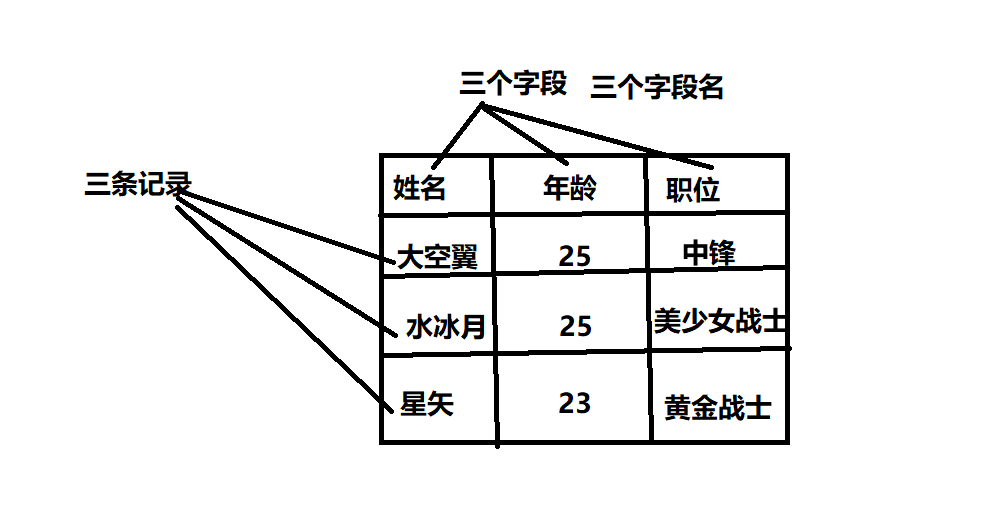 三个字段 三个字段名
三条记录
姓名 年龄 职位
大空翼 25 中锋
水冰月 25 美少女战士
星矢 23 黄金战士